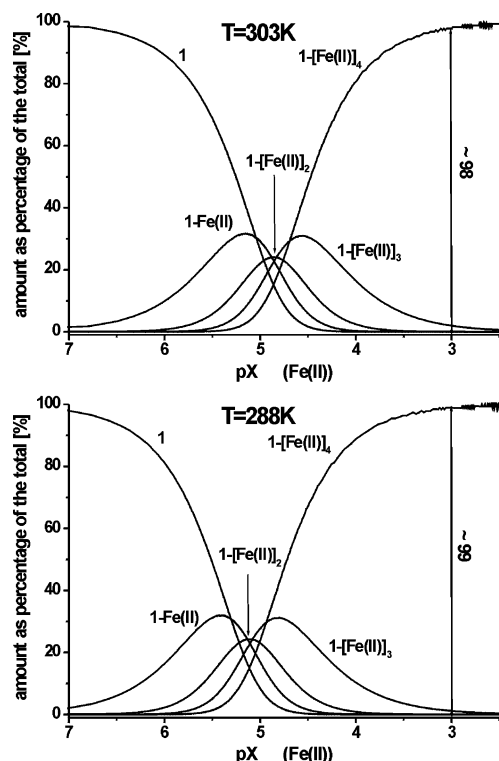 T=303K
amount as percentage of the total [%]
100
80
60
40
20
0
1
1-[Fe(II)]₄
1-[Fe(II)]₂
1-Fe(II)
1-[Fe(II)]₃
~ 98
7 6 5 4 3
pX (Fe(II))
T=288K
amount as percentage of the total [%]
100
80
60
40
20
0
1
1-[Fe(II)]₄
1-[Fe(II)]₂
1-Fe(II)
1-[Fe(II)]₃
~ 99
7 6 5 4 3
pX (Fe(II))